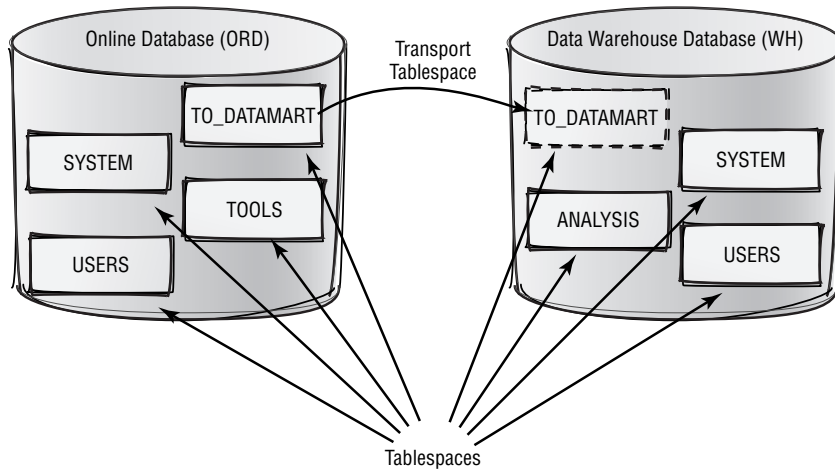 Online Database (ORD)
Transport
Tablespace
Data Warehouse Database (WH)
TO_DATAMART
SYSTEM
TOOLS
USERS
TO_DATAMART
SYSTEM
ANALYSIS
USERS
Tablespaces